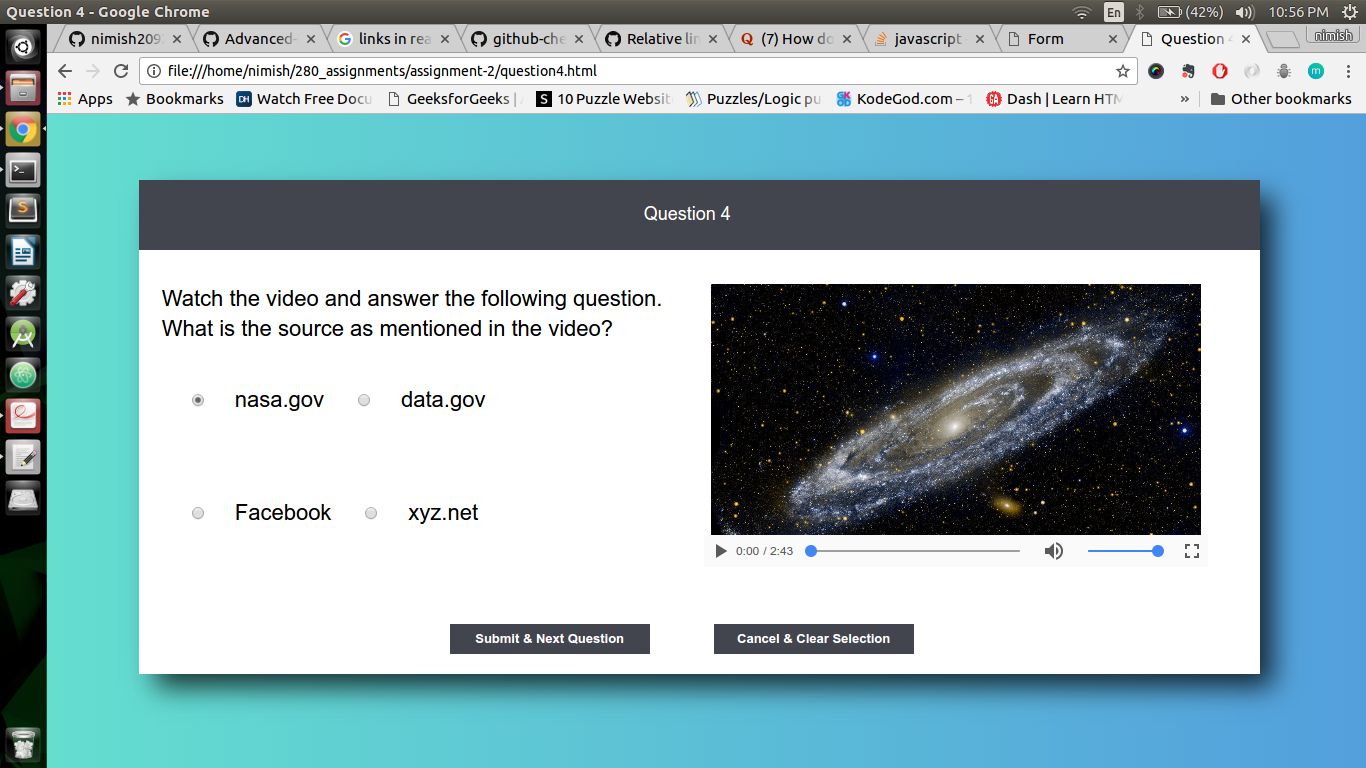 Question 4 - Google Chrome
En (42%) 10:56 PM
nimish209 Advanced- links in rea github-che Relative lin (7) How do javascript Form Question 4 nimish
file:///home/nimish/280_assignments/assignment-2/question4.html
Apps Bookmarks DH Watch Free Docu GeeksforGeeks | S 10 Puzzle Websit Puzzles/Logic pu KodeGod.com – GA Dash | Learn HTM » Other bookmarks
Question 4
Watch the video and answer the following question.
What is the source as mentioned in the video?
nasa.gov data.gov
Facebook xyz.net
0:00 / 2:43
Submit & Next Question Cancel & Clear Selection